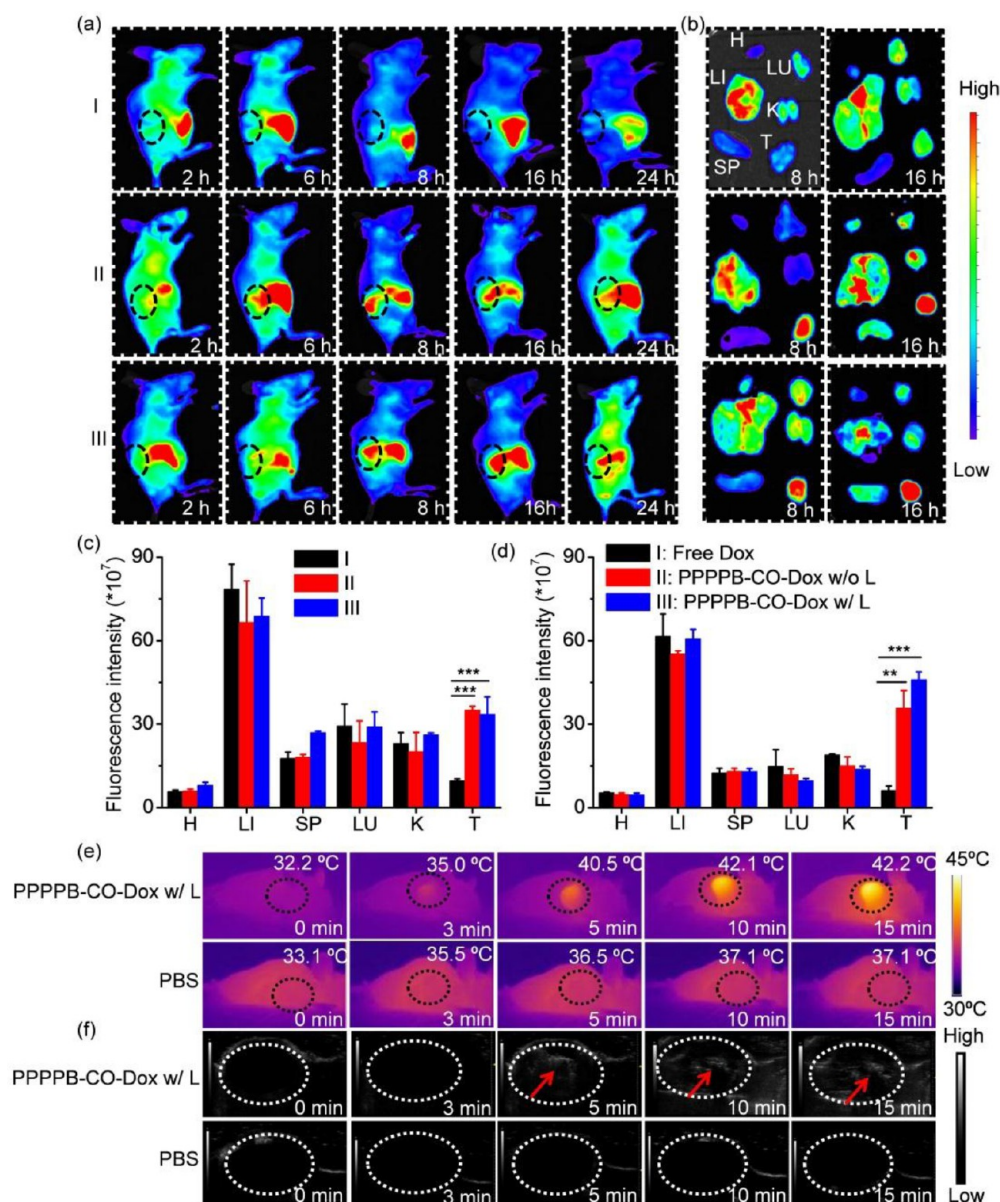 (a)
(b)
I
2 h
6 h
8 h
16 h
24 h
H
LU
LI
K
T
SP
8 h
16 h
High
II
2 h
6 h
8 h
16 h
24 h
8 h
16 h
III
2 h
6 h
8 h
16h
24 h
8 h
16 h
Low
(c)
Fluorescence intensity (*10⁷)
90
60
30
0
I
II
III
***
***
H LI SP LU K T
(d)
Fluorescence intensity (*10⁷)
90
60
30
0
I: Free Dox
II: PPPPB-CO-Dox w/o L
III: PPPPB-CO-Dox w/ L
***
**
H LI SP LU K T
(e)
PPPPB-CO-Dox w/ L
32.2 ºC
0 min
35.0 ºC
3 min
40.5 ºC
5 min
42.1 ºC
10 min
42.2 ºC
15 min
45ºC
PBS
33.1 ºC
0 min
35.5 ºC
3 min
36.5 ºC
5 min
37.1 ºC
10 min
37.1 ºC
15 min
30ºC
(f)
High
PPPPB-CO-Dox w/ L
0 min
3 min
5 min
10 min
15 min
PBS
0 min
3 min
5 min
10 min
15 min
Low